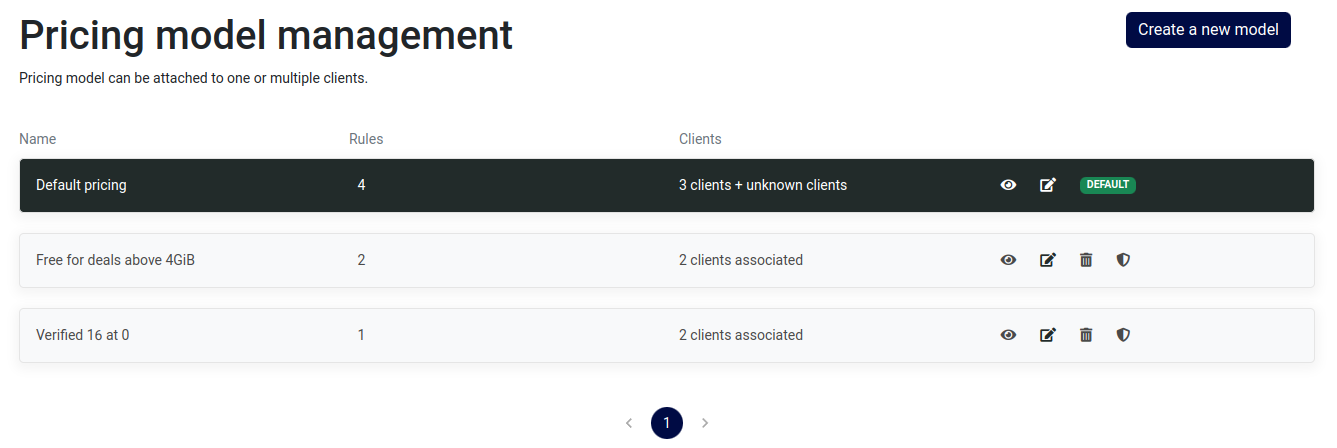 Pricing model management
Create a new model
Pricing model can be attached to one or multiple clients.
Name Rules Clients
Default pricing 4 3 clients + unknown clients DEFAULT
Free for deals above 4GiB 2 2 clients associated
Verified 16 at 0 1 2 clients associated
1